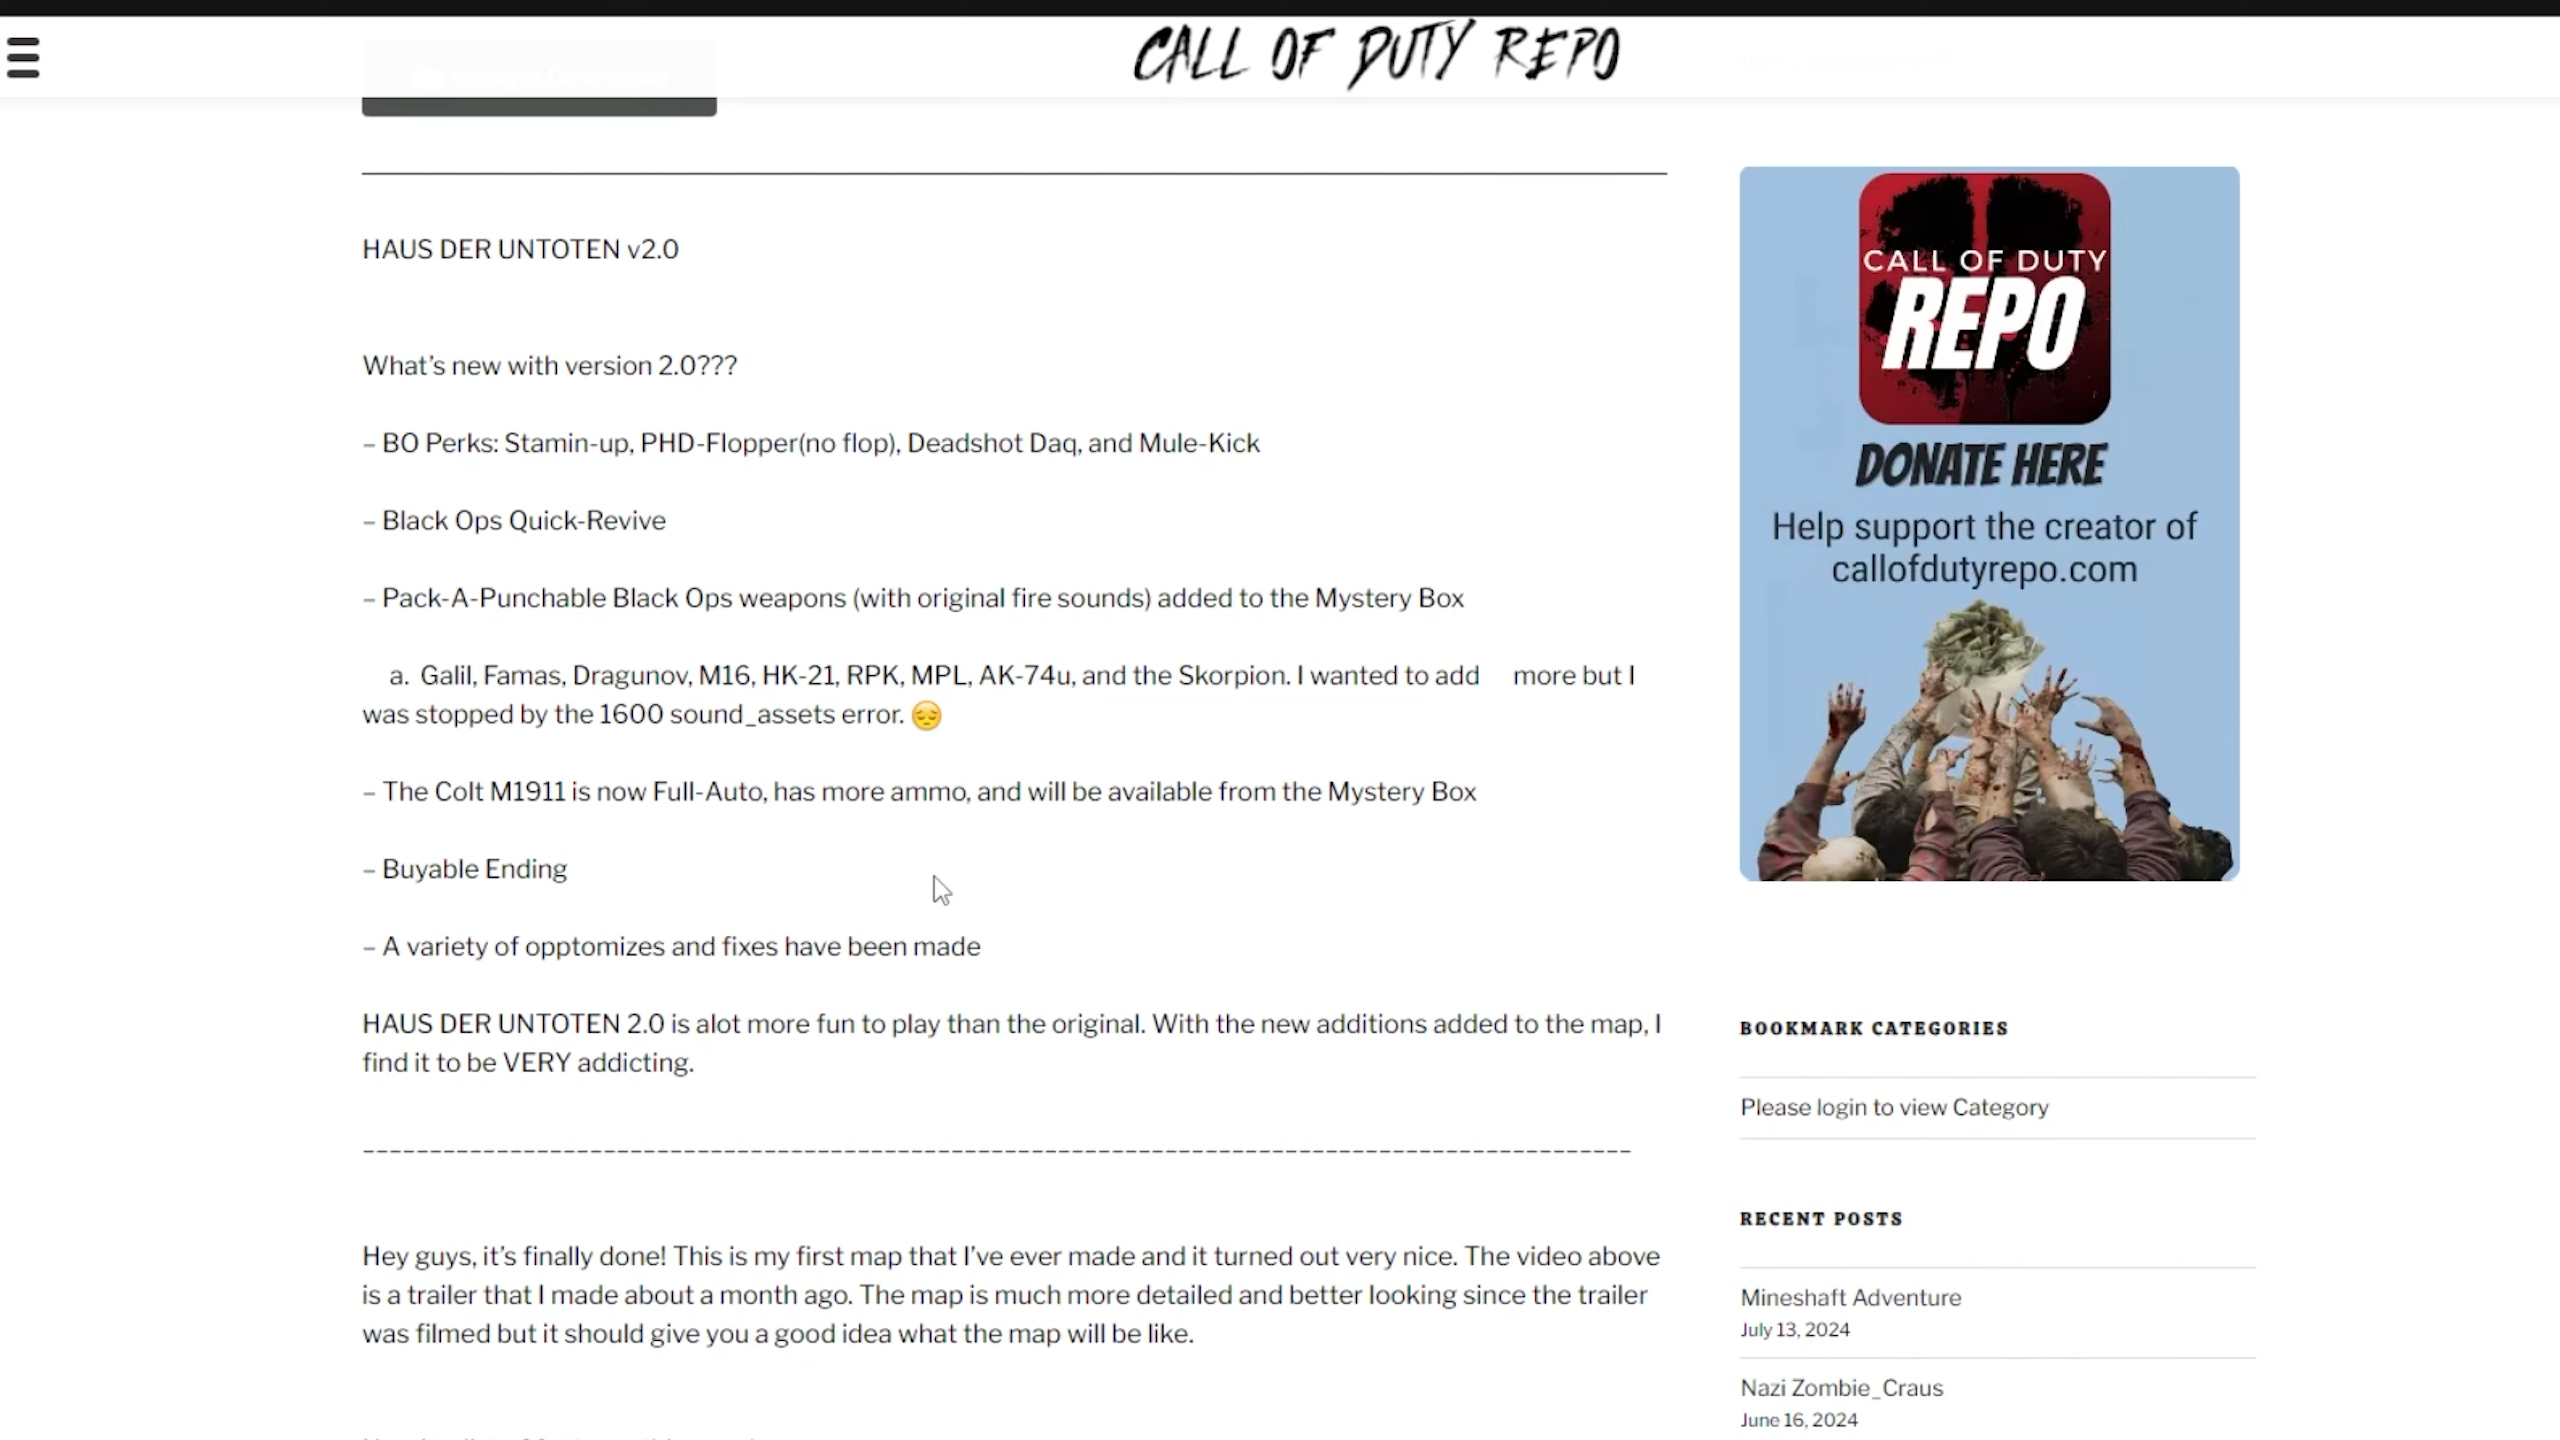 CALL OF DUTY REPO
HAUS DER UNTOTEN v2.0
What's new with version 2.0???
– BO Perks: Stamin-up, PHD-Flopper(no flop), Deadshot Daq, and Mule-Kick
– Black Ops Quick-Revive
– Pack-A-Punchable Black Ops weapons (with original fire sounds) added to the Mystery Box
a. Galil, Famas, Dragunov, M16, HK-21, RPK, MPL, AK-74u, and the Skorpion. I wanted to add more but I
was stopped by the 1600 sound_assets error. 😔
– The Colt M1911 is now Full-Auto, has more ammo, and will be available from the Mystery Box
– Buyable Ending
– A variety of opptomizes and fixes have been made
HAUS DER UNTOTEN 2.0 is alot more fun to play than the original. With the new additions added to the map, I
find it to be VERY addicting.
Hey guys, it's finally done! This is my first map that I've ever made and it turned out very nice. The video above
is a trailer that I made about a month ago. The map is much more detailed and better looking since the trailer
was filmed but it should give you a good idea what the map will be like.
CALL OF DUTY
REPO
DONATE HERE
Help support the creator of
callofdutyrepo.com
BOOKMARK CATEGORIES
Please login to view Category
RECENT POSTS
Mineshaft Adventure
July 13, 2024
Nazi Zombie_Craus
June 16, 2024